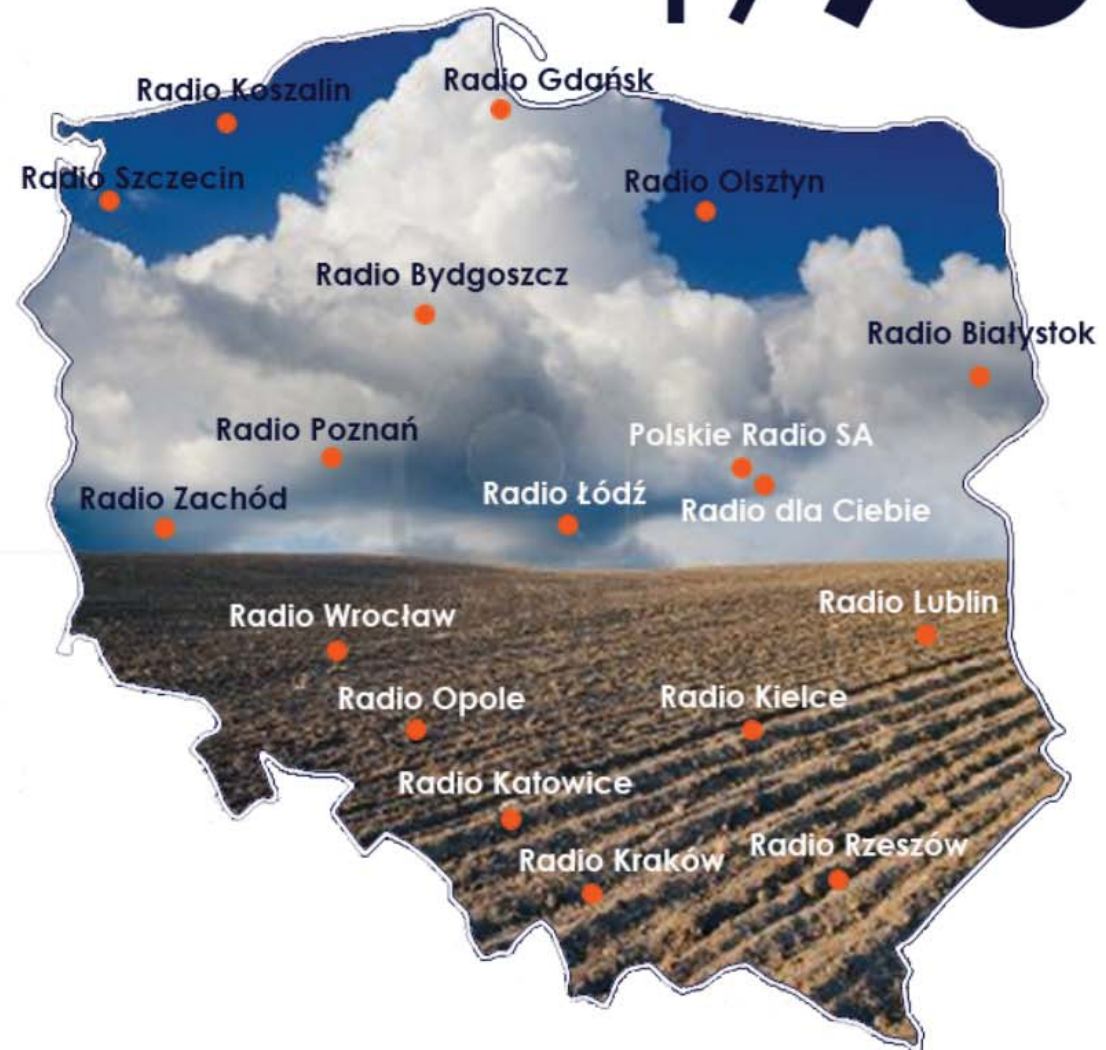 Radio Koszalin
Radio Gdańsk
Radio Szczecin
Radio Olsztyn
Radio Bydgoszcz
Radio Białystok
Radio Poznań
Polskie Radio SA
Radio Zachód
Radio Łódź
Radio dla Ciebie
Radio Wrocław
Radio Lublin
Radio Opole
Radio Kielce
Radio Katowice
Radio Kraków
Radio Rzeszów